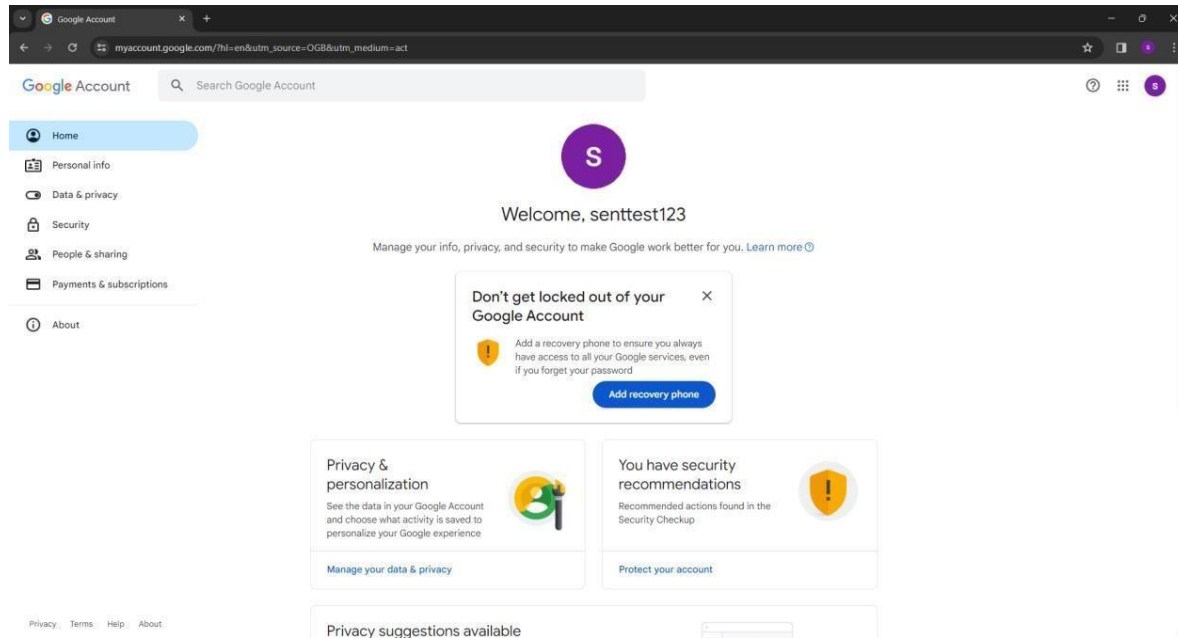 Google Account
myaccount.google.com/?hl=en&utm_source=OGB&utm_medium=act
s
Google Account
Search Google Account
s
Home
Personal info
Data & privacy
Security
People & sharing
Payments & subscriptions
About
S
Welcome, senttest123
Manage your info, privacy, and security to make Google work better for you. Learn more
Don't get locked out of your
Google Account
Add a recovery phone to ensure you always
have access to all your Google services, even
if you forget your password
Add recovery phone
Privacy &
personalization
See the data in your Google Account
and choose what activity is saved to
personalize your Google experience
Manage your data & privacy
You have security
recommendations
Recommended actions found in the
Security Checkup
Protect your account
Privacy suggestions available
Privacy Terms Help About